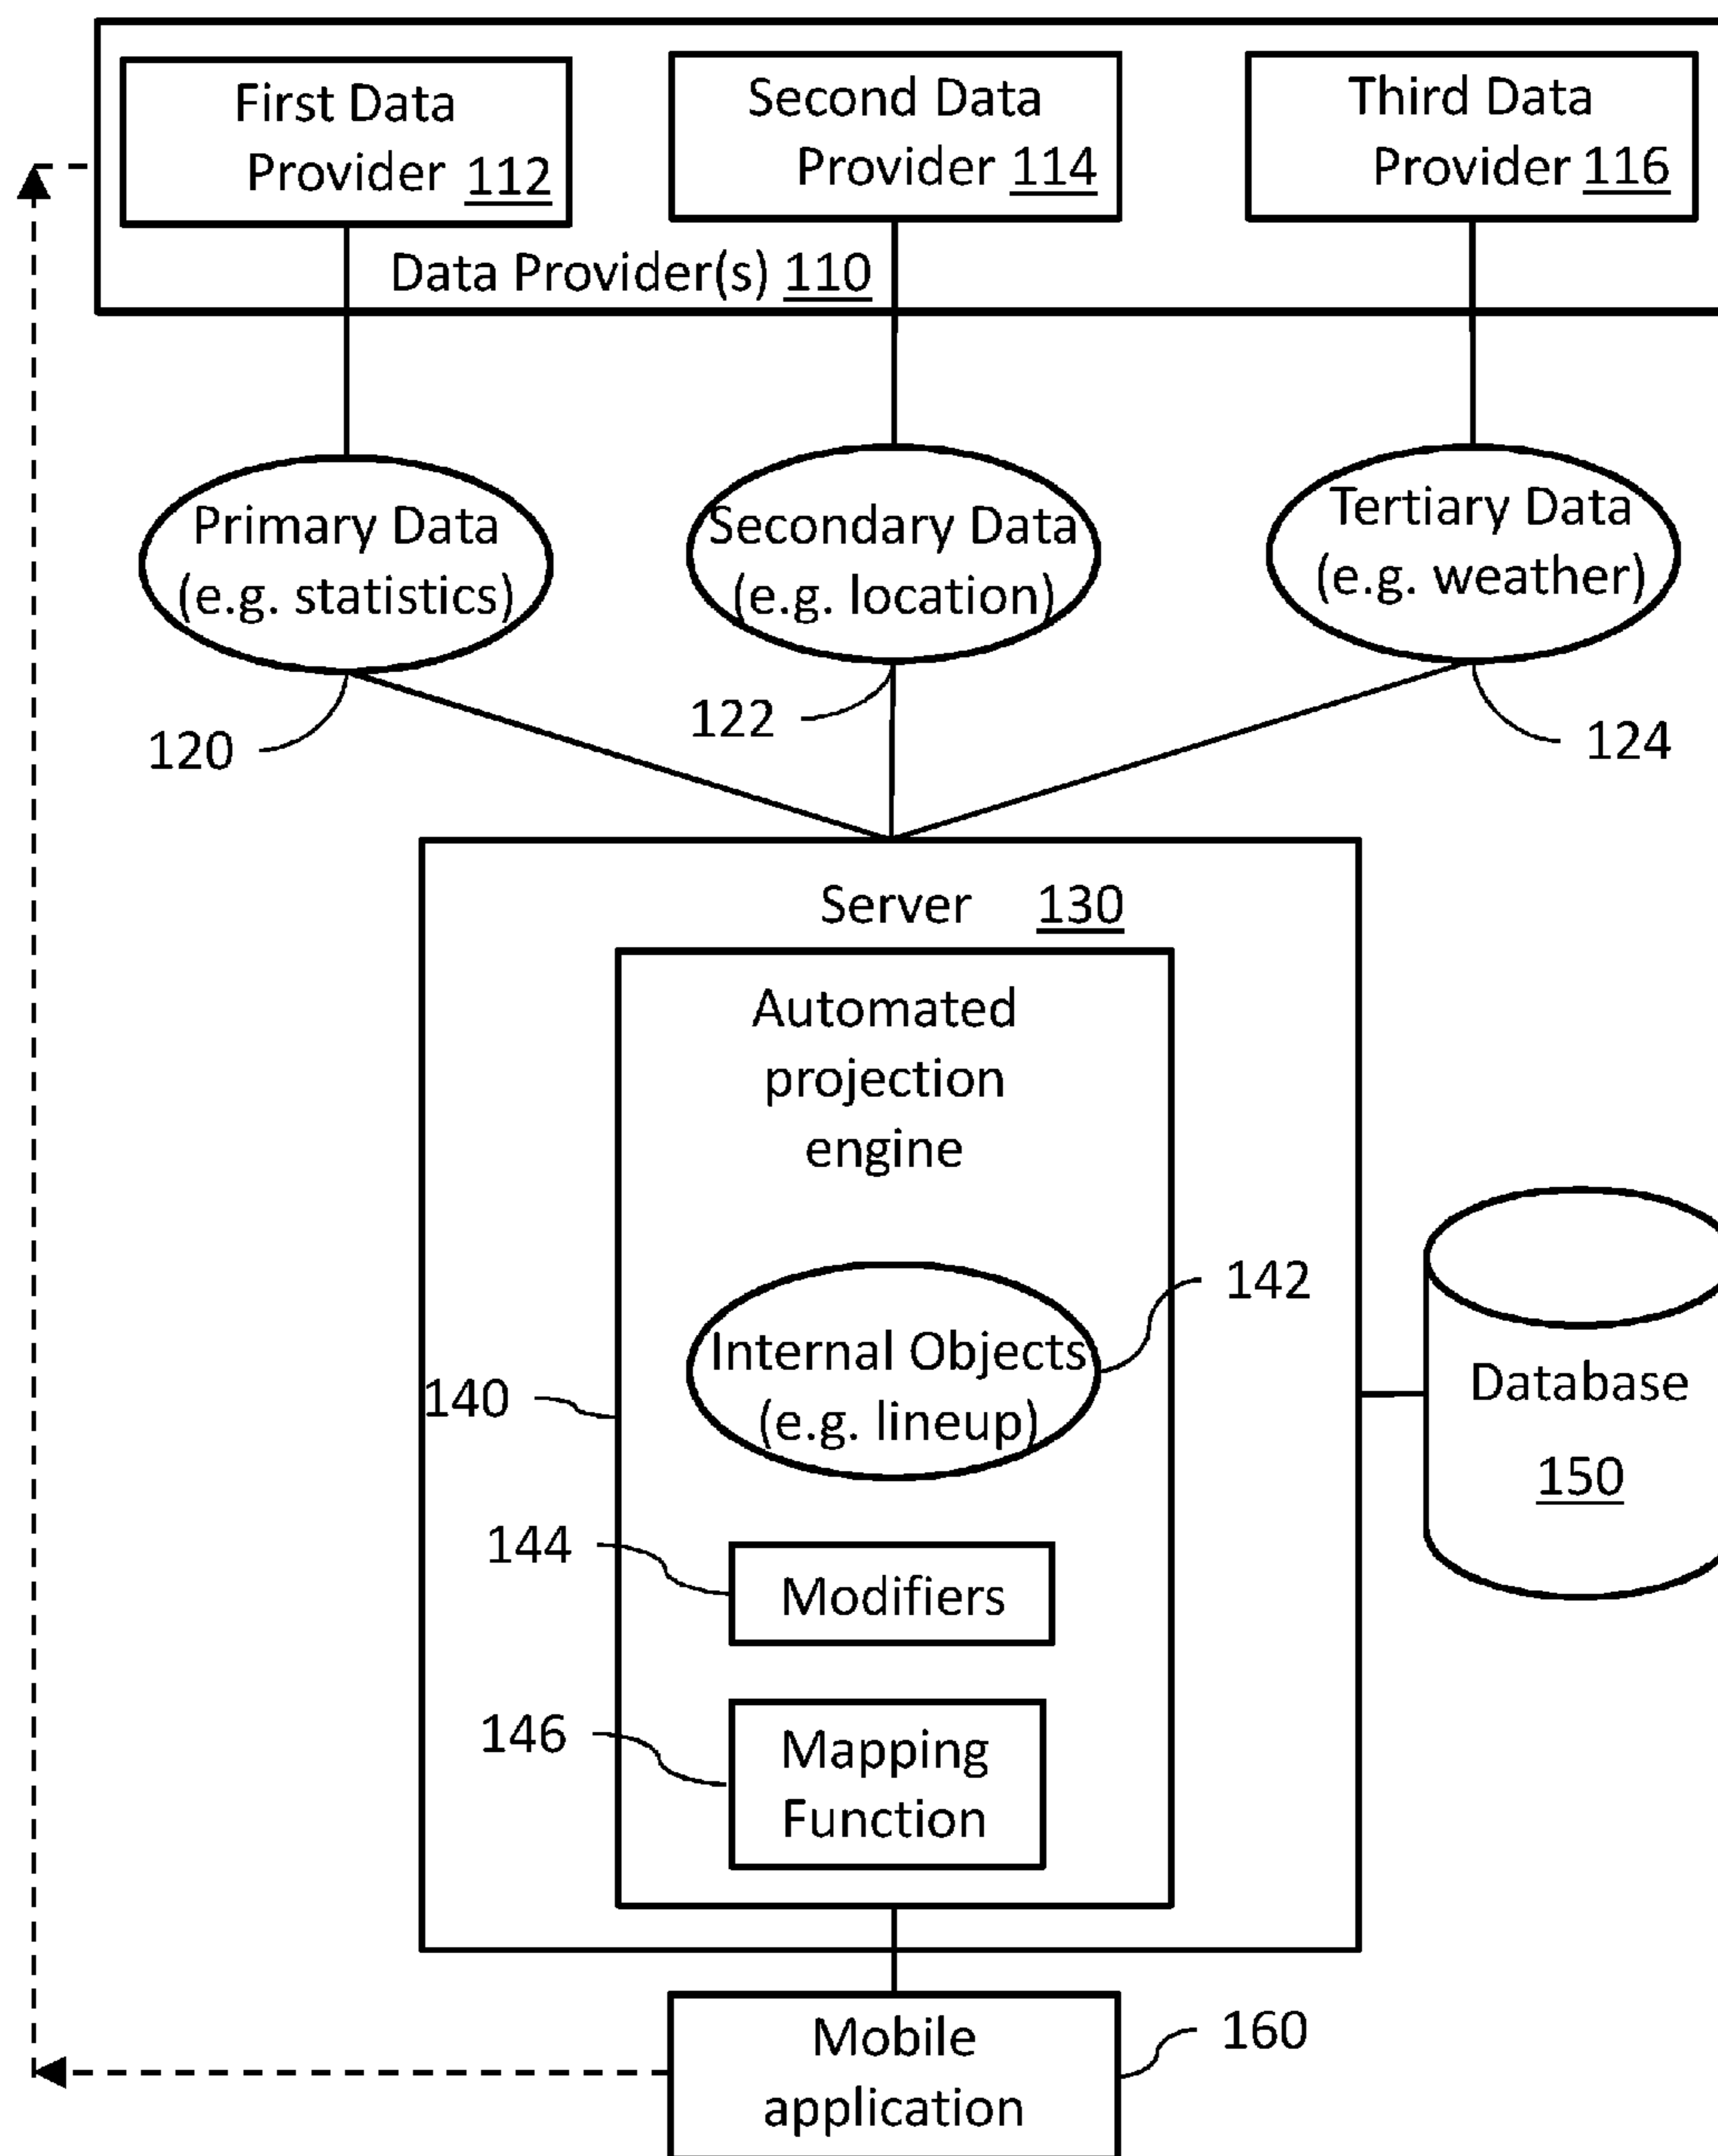 First Data
Provider 112
Second Data
Provider 114
Third Data
Provider 116
Data Provider(s) 110
Primary Data
(e.g. statistics)
Secondary Data
(e.g. location)
Tertiary Data
(e.g. weather)
120
122
124
Server 130
Automated
projection
engine
142
Internal Objects
(e.g. lineup)
140
Database
150
144
Modifiers
146
Mapping
Function
Mobile
application
160